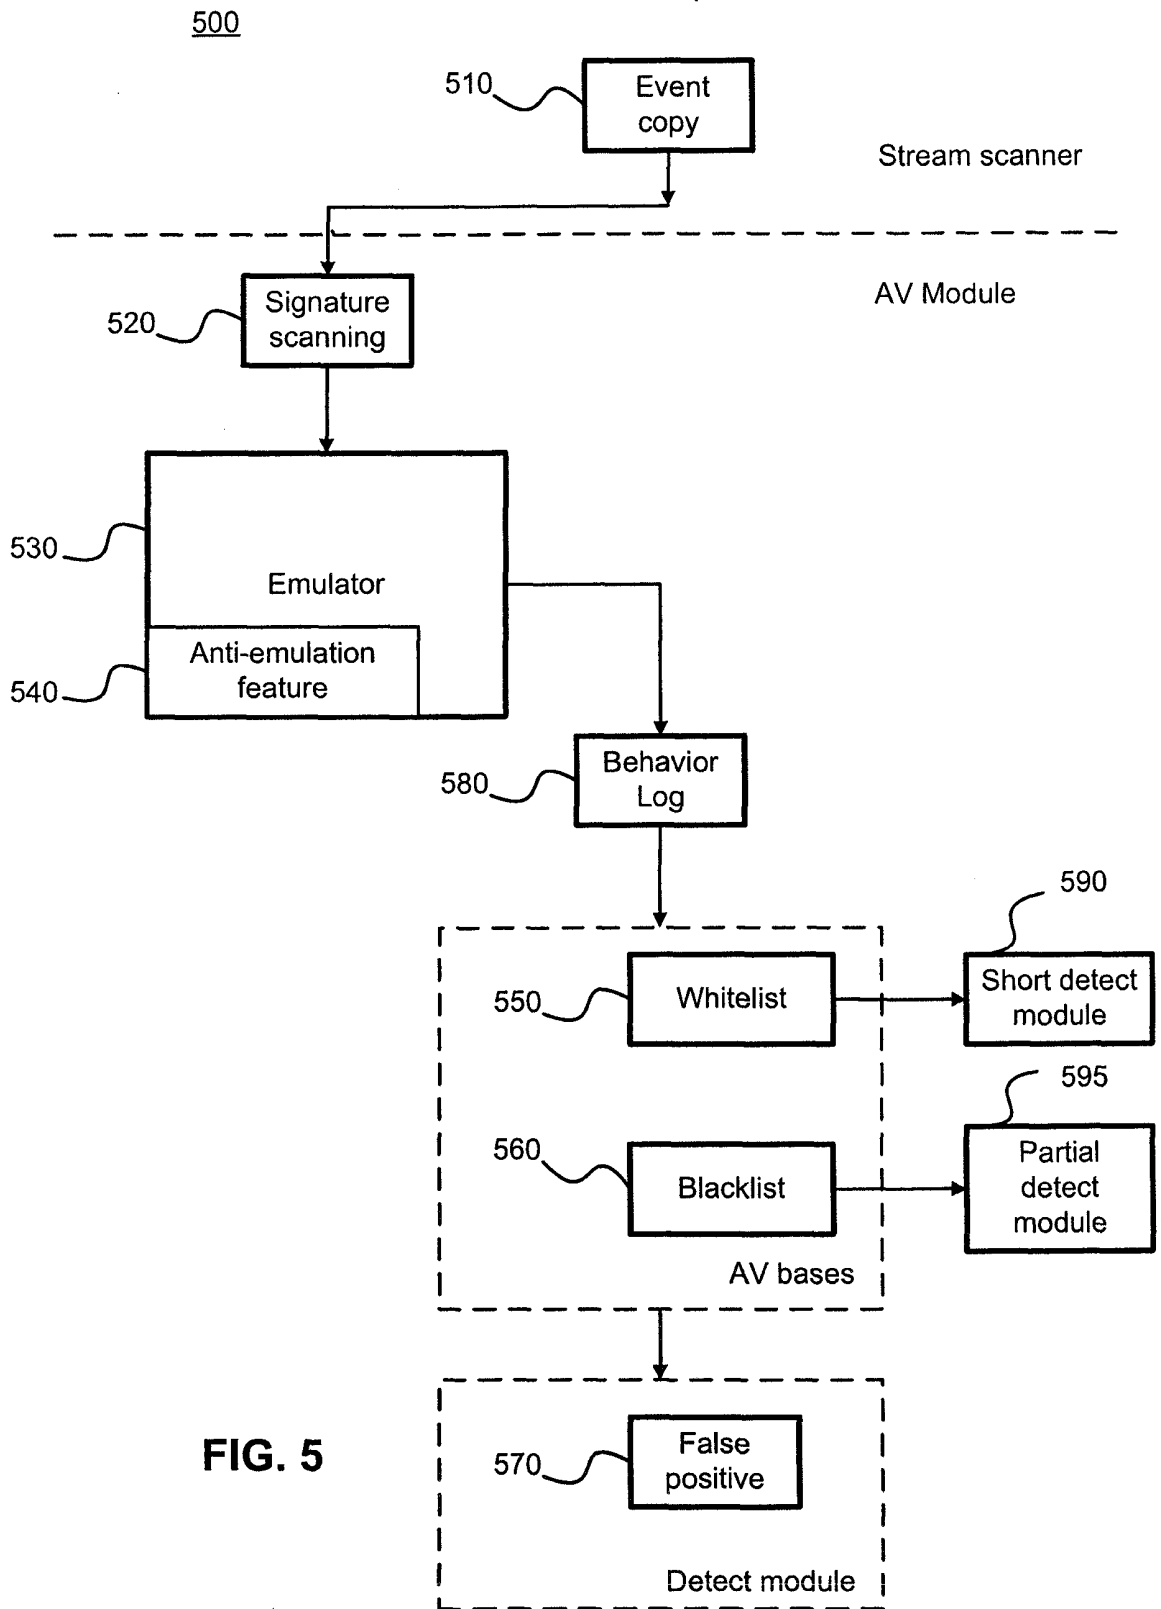 500
510
Event
copy
Stream scanner
AV Module
520
Signature
scanning
530
Emulator
540
Anti-emulation
feature
580
Behavior
Log
590
550
Whitelist
Short detect
module
595
560
Blacklist
Partial
detect
module
AV bases
FIG. 5
570
False
positive
Detect module